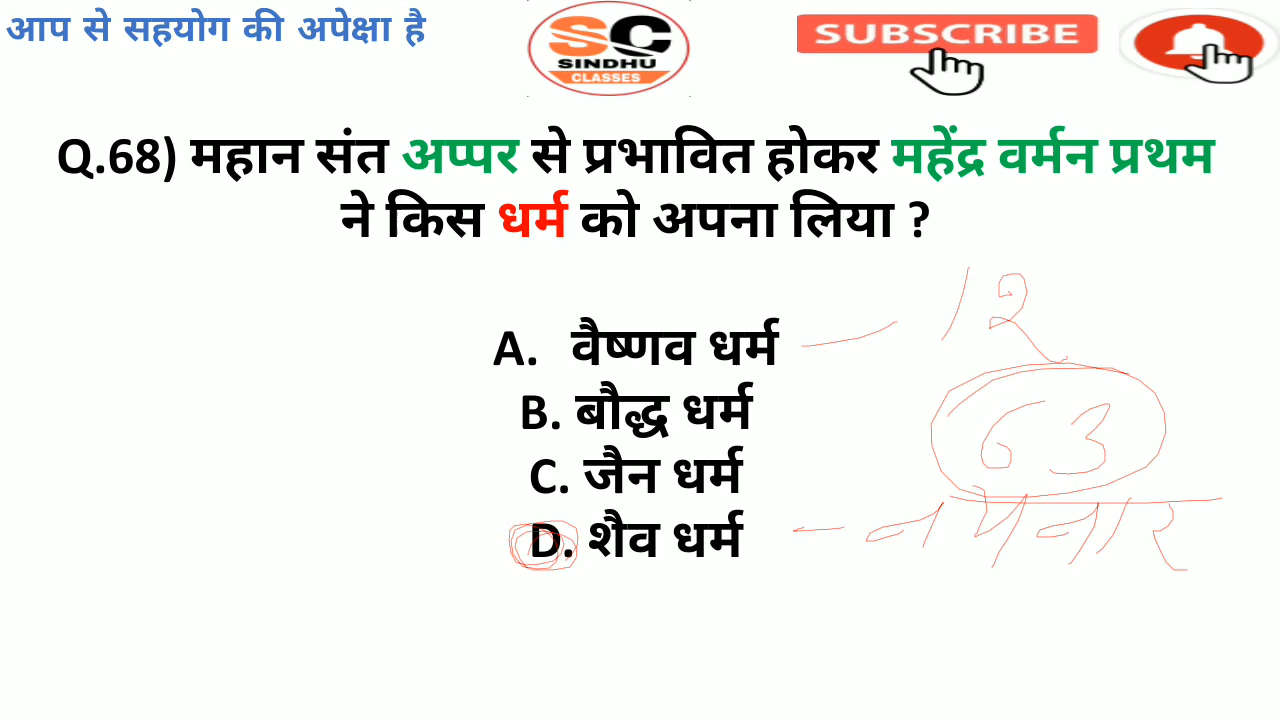 आप से सहयोग की अपेक्षा है
SC
SINDHU
CLASSES
SUBSCRIBE
Q.68) महान संत अप्पर से प्रभावित होकर महेंद्र वर्मन प्रथम
ने किस धर्म को अपना लिया ?
12
A. वैष्णव धर्म
B. बौद्ध धर्म
63
C. जैन धर्म
D. शैव धर्म